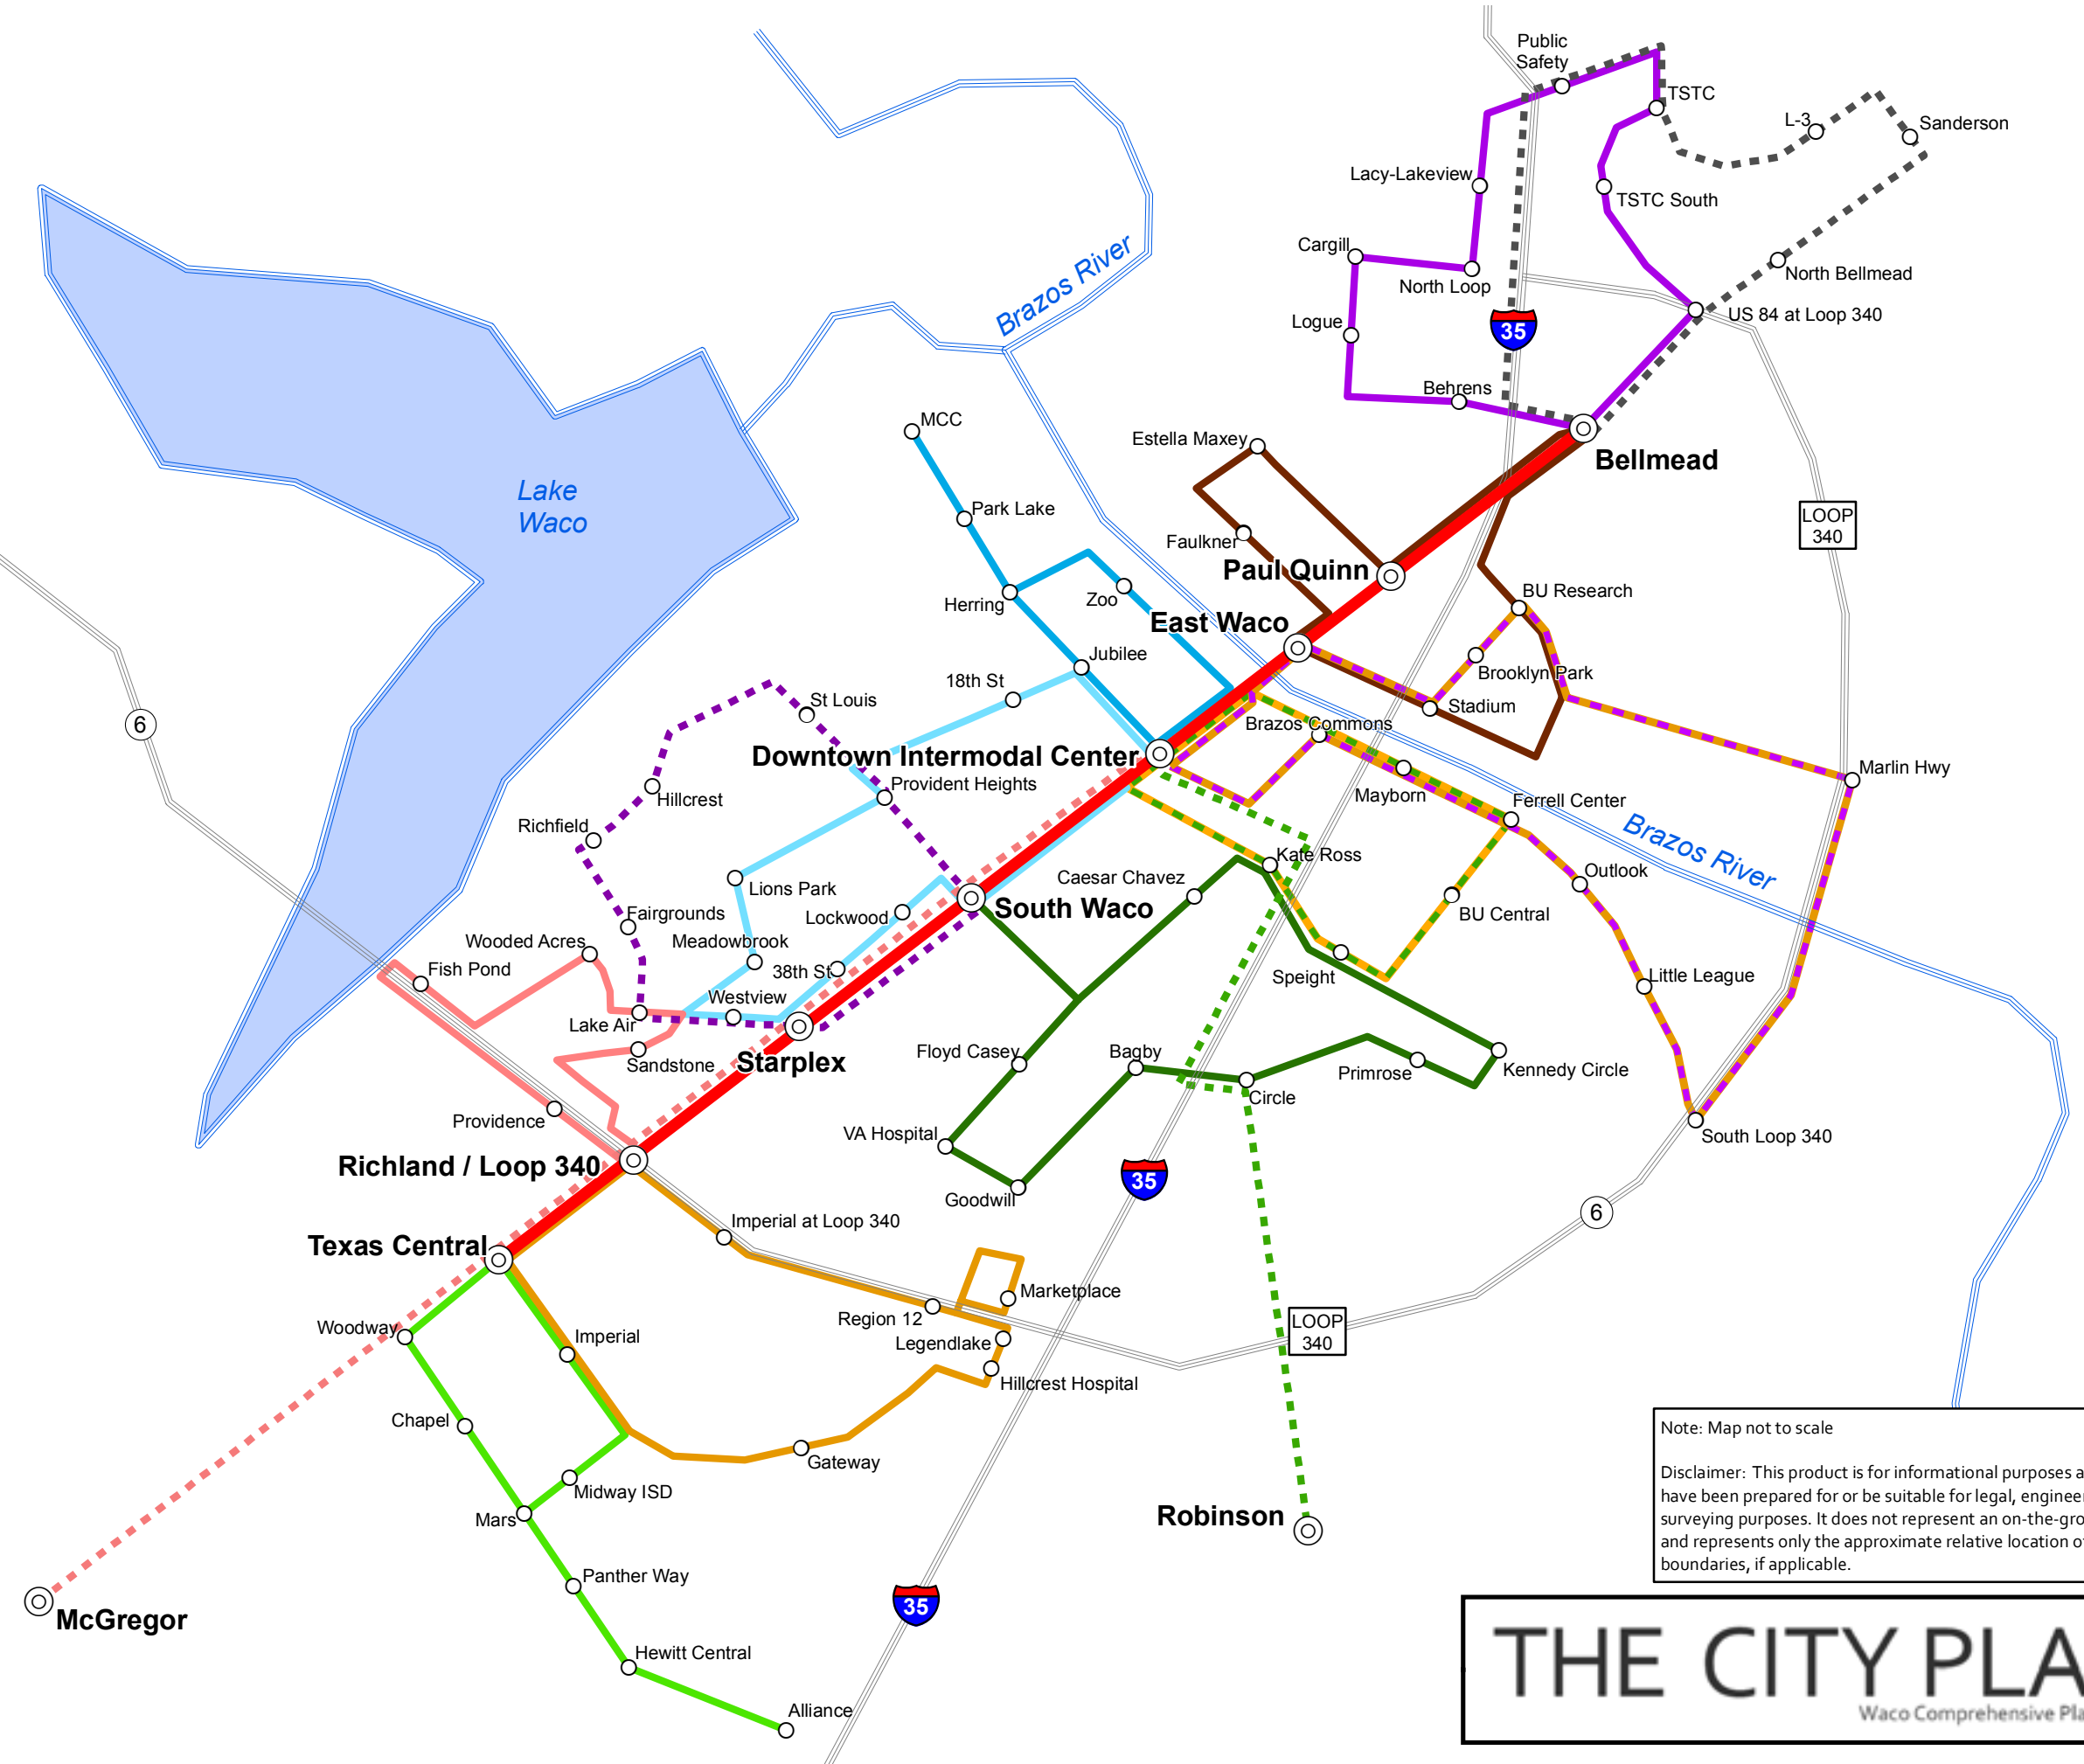 Public
Safety
TSTC
L-3
Sanderson
Lacy-Lakeview
TSTC South
Cargill
North Loop
North Bellmead
Brazos River
Logue
35
US 84 at Loop 340
Behrens
MCC
Estella Maxey
Bellmead
Lake
Waco
Park Lake
LOOP
340
Faulkner
Paul Quinn
Herring
Zoo
BU Research
East Waco
Jubilee
Brooklyn Park
18th St
St Louis
Stadium
6
Brazos Commons
Downtown Intermodal Center
Marlin Hwy
Provident Heights
Hillcrest
Mayborn
Ferrell Center
Richfield
Brazos River
Kate Ross
Caesar Chavez
Outlook
Lions Park
Lockwood
South Waco
BU Central
Fairgrounds
Wooded Acres
Meadowbrook
Fish Pond
38th St
Speight
Little League
Westview
Lake Air
Starplex
Sandstone
Floyd Casey
Bagby
Primrose
Kennedy Circle
Circle
Providence
VA Hospital
South Loop 340
Richland / Loop 340
35
Goodwill
6
Imperial at Loop 340
Texas Central
Marketplace
Region 12
LOOP
340
Woodway
Imperial
Legendlake
Hillcrest Hospital
Chapel
Gateway
Midway ISD
Mars
Robinson
Panther Way
McGregor
35
Hewitt Central
Alliance
Note: Map not to scale
Disclaimer: This product is for informational purposes a
have been prepared for or be suitable for legal, engineer
surveying purposes. It does not represent an on-the-gro
and represents only the approximate relative location o
boundaries, if applicable.
THE CITY PLA
Waco Comprehensive Pla